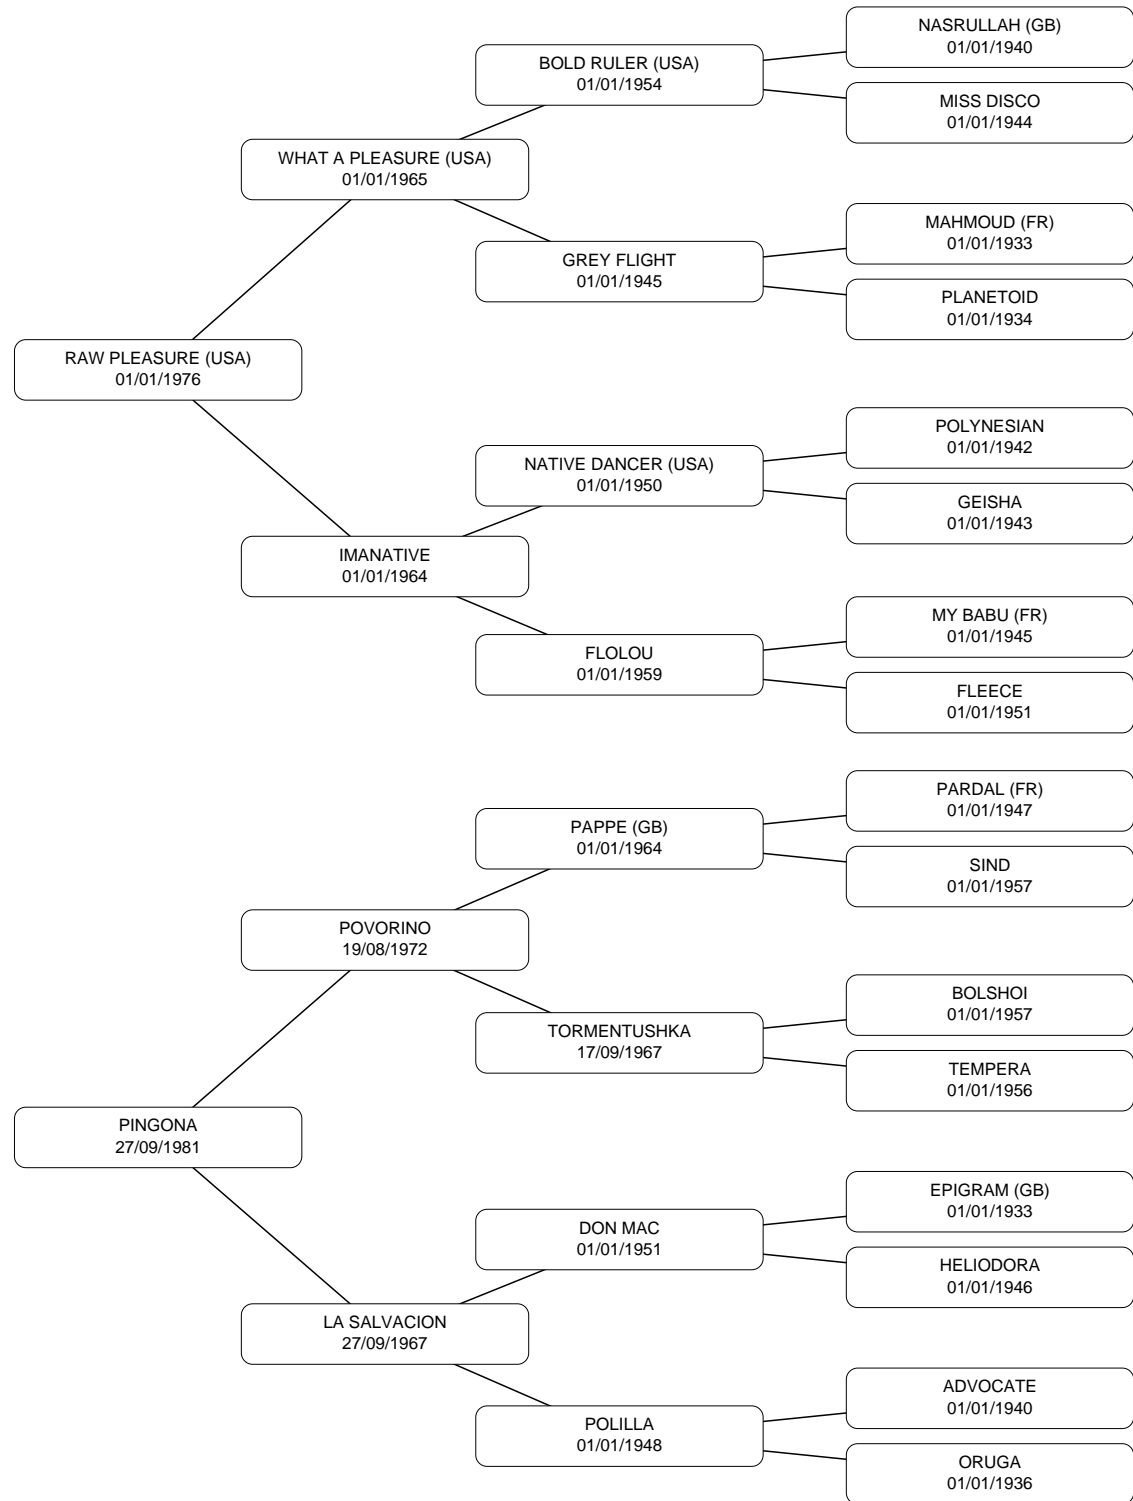 NASRULLAH (GB)
01/01/1940
BOLD RULER (USA)
01/01/1954
MISS DISCO
01/01/1944
WHAT A PLEASURE (USA)
01/01/1965
MAHMOUD (FR)
01/01/1933
GREY FLIGHT
01/01/1945
PLANETOID
01/01/1934
RAW PLEASURE (USA)
01/01/1976
POLYNESIAN
01/01/1942
NATIVE DANCER (USA)
01/01/1950
GEISHA
01/01/1943
IMANATIVE
01/01/1964
MY BABU (FR)
01/01/1945
FLOLOU
01/01/1959
FLEECE
01/01/1951
PARDAL (FR)
01/01/1947
PAPPE (GB)
01/01/1964
SIND
01/01/1957
POVORINO
19/08/1972
BOLSHOI
01/01/1957
TORMENTUSHKA
17/09/1967
TEMPERA
01/01/1956
PINGONA
27/09/1981
EPIGRAM (GB)
01/01/1933
DON MAC
01/01/1951
HELIODORA
01/01/1946
LA SALVACION
27/09/1967
ADVOCATE
01/01/1940
POLILLA
01/01/1948
ORUGA
01/01/1936